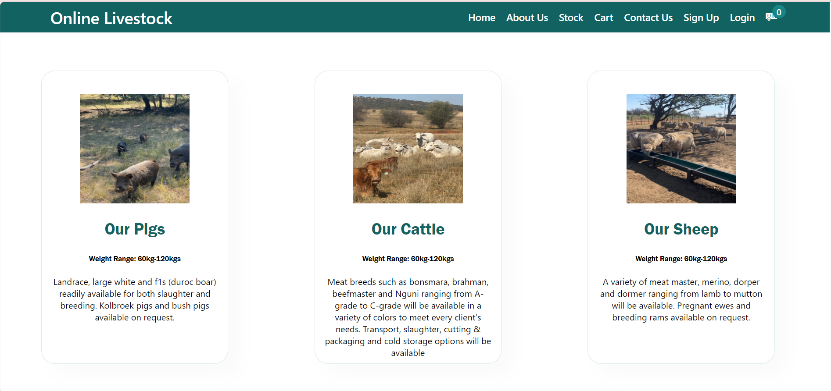 Online Livestock
Home About Us Stock Cart Contact Us Sign Up Login 0
Our Pigs
Weight Range: 60kg-120kgs
Landrace, large white and f1s (duroc boar)
readily available for both slaughter and
breeding. Kolbroek pigs and bush pigs
available on request.
Our Cattle
Weight Range: 60kg-120kgs
Meat breeds such as bonsmara, brahman,
beefmaster and Nguni ranging from A-
grade to C-grade will be available in a
variety of colors to meet every client's
needs. Transport, slaughter, cutting &
packaging and cold storage options will be
available
Our Sheep
Weight Range: 60kg-120kgs
A variety of meat master, merino, dorper
and dormer ranging from lamb to mutton
will be available. Pregnant ewes and
breeding rams available on request.